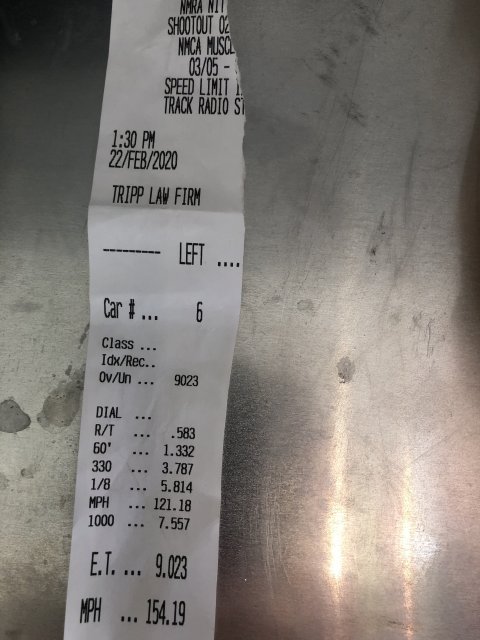 NMRA NIT
SHOOTOUT 02
NMCA MUSCL
03/05 -
SPEED LIMIT
TRACK RADIO ST
1:30 PM
22/FEB/2020
TRIPP LAW FIRM
--------- LEFT ....
Car # ... 6
Class ...
Idx/Rec..
Ov/Un ... 9023
DIAL ...
R/T ... .583
60' ... 1.332
330 ... 3.787
1/8 ... 5.814
MPH ... 121.18
1000 ... 7.557
E.T. ... 9.023
MPH ... 154.19